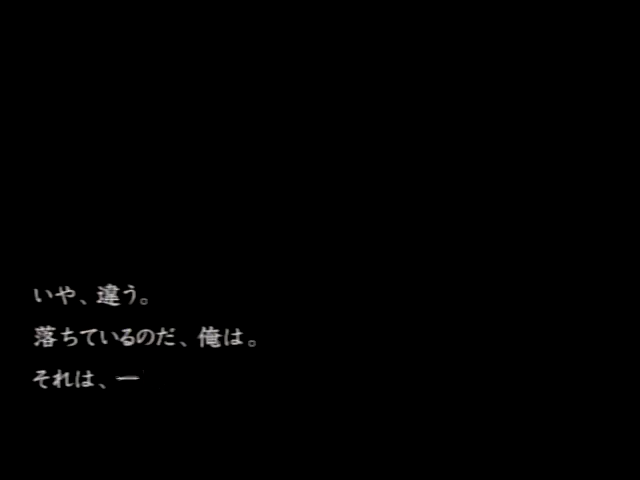 いや、違う。
落ちているのだ、俺は。
それは、一